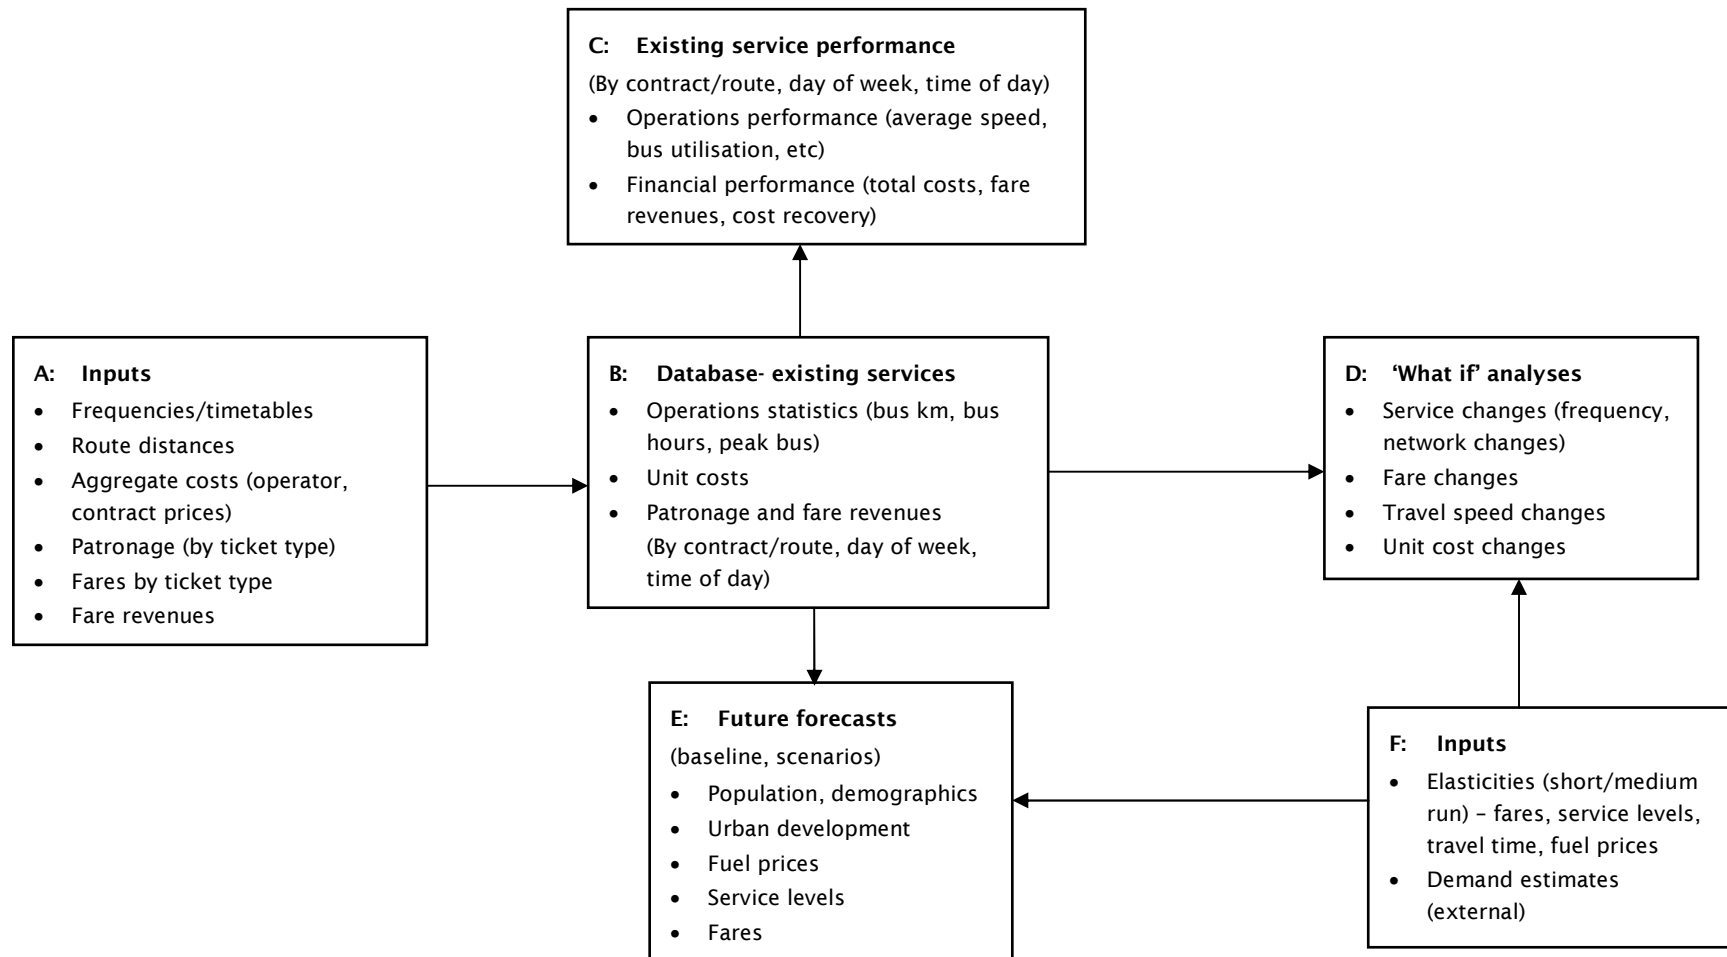 C: Existing service performance
(By contract/route, day of week, time of day)
• Operations performance (average speed,
bus utilisation, etc)
• Financial performance (total costs, fare
revenues, cost recovery)
A: Inputs
• Frequencies/timetables
• Route distances
• Aggregate costs (operator,
contract prices)
• Patronage (by ticket type)
• Fares by ticket type
• Fare revenues
B: Database- existing services
• Operations statistics (bus km, bus
hours, peak bus)
• Unit costs
• Patronage and fare revenues
(By contract/route, day of week,
time of day)
D: ‘What if’ analyses
• Service changes (frequency,
network changes)
• Fare changes
• Travel speed changes
• Unit cost changes
E: Future forecasts
(baseline, scenarios)
• Population, demographics
• Urban development
• Fuel prices
• Service levels
• Fares
F: Inputs
• Elasticities (short/medium
run) – fares, service levels,
travel time, fuel prices
• Demand estimates
(external)